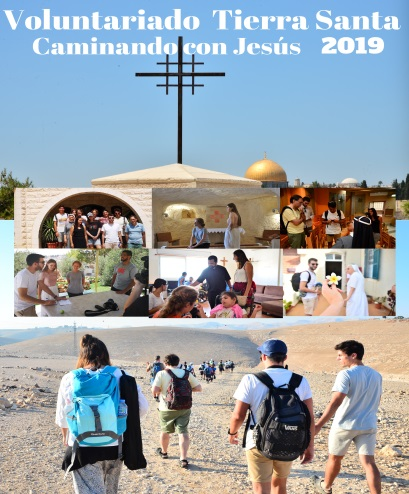 Voluntariado Tierra Santa
Caminando con Jesús 2019